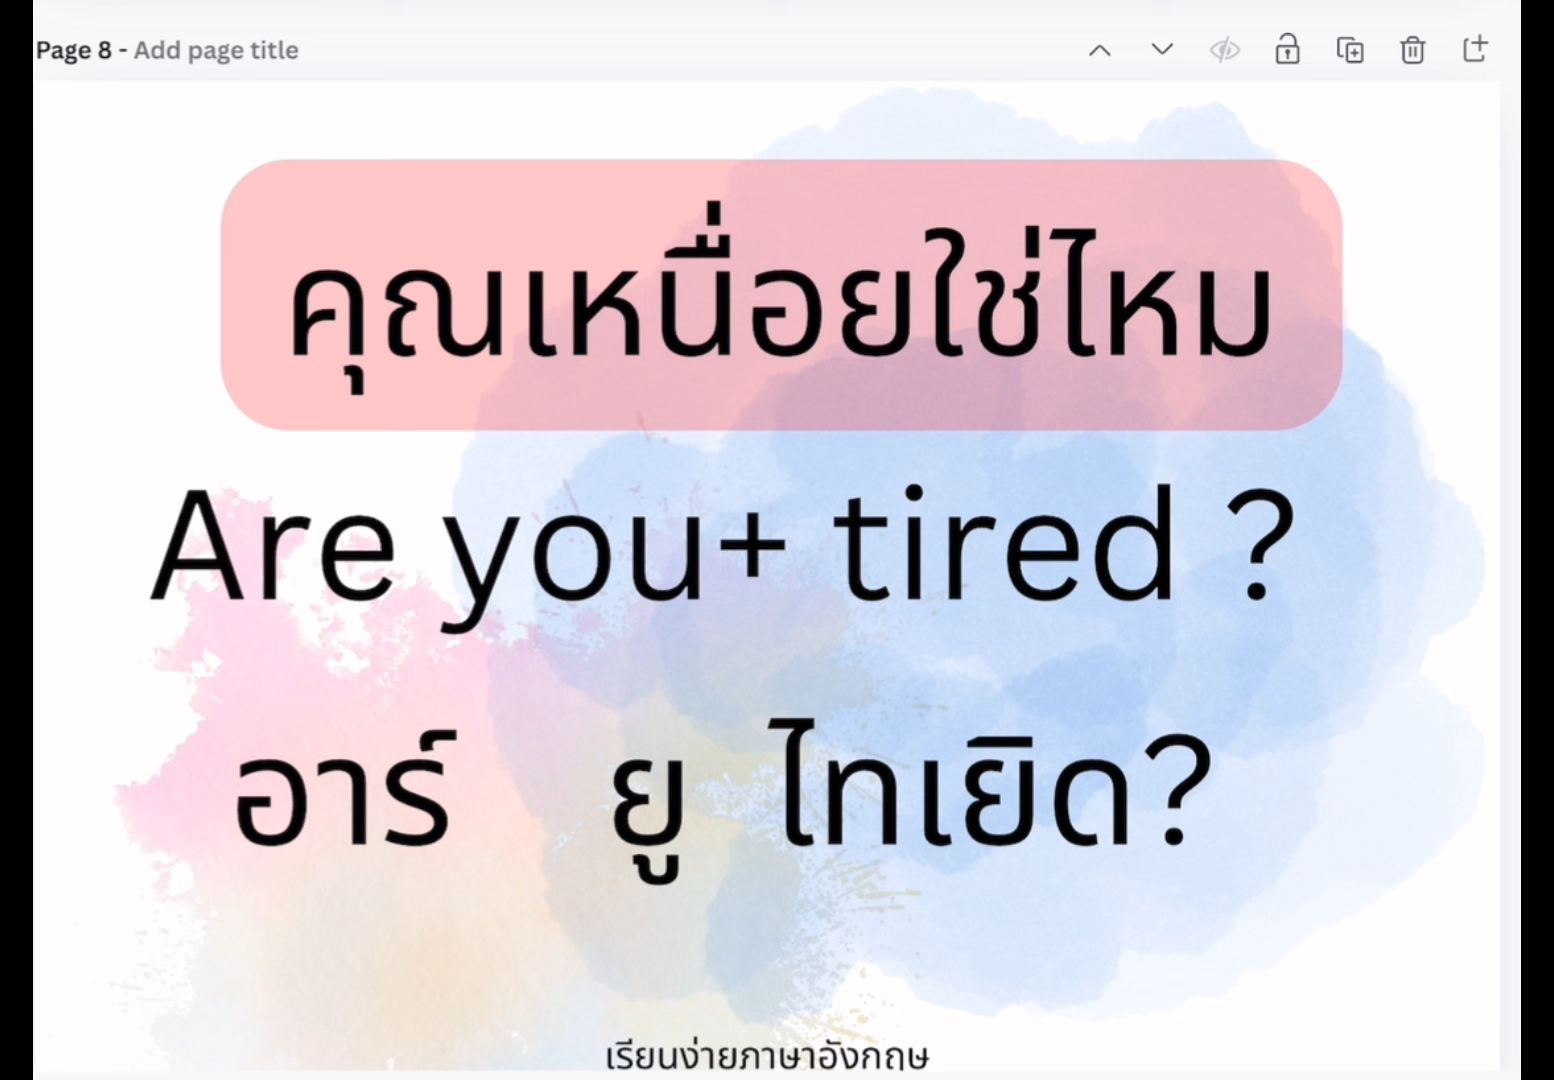 Page 8 - Add page title
คุณเหนื่อยใช่ไหม
Are you+ tired ?
อาร์ ยู ไทเยิด?
เรียนง่ายภาษาอังกฤษ